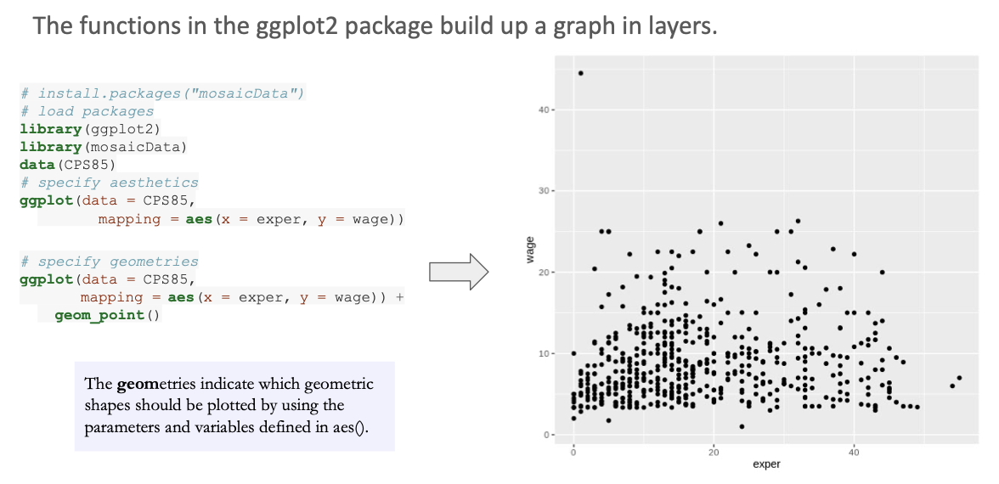 The functions in the ggplot2 package build up a graph in layers.
# install.packages("mosaicData")
# load packages
library(ggplot2)
library(mosaicData)
data(CPS85)
# specify aesthetics
ggplot(data = CPS85,
mapping = aes(x = exper, y = wage))
# specify geometries
ggplot(data = CPS85,
mapping = aes(x = exper, y = wage)) +
geom_point()
The geometries indicate which geometric
shapes should be plotted by using the
parameters and variables defined in aes().
wage
40
30
20
10
0
0 20 40
exper